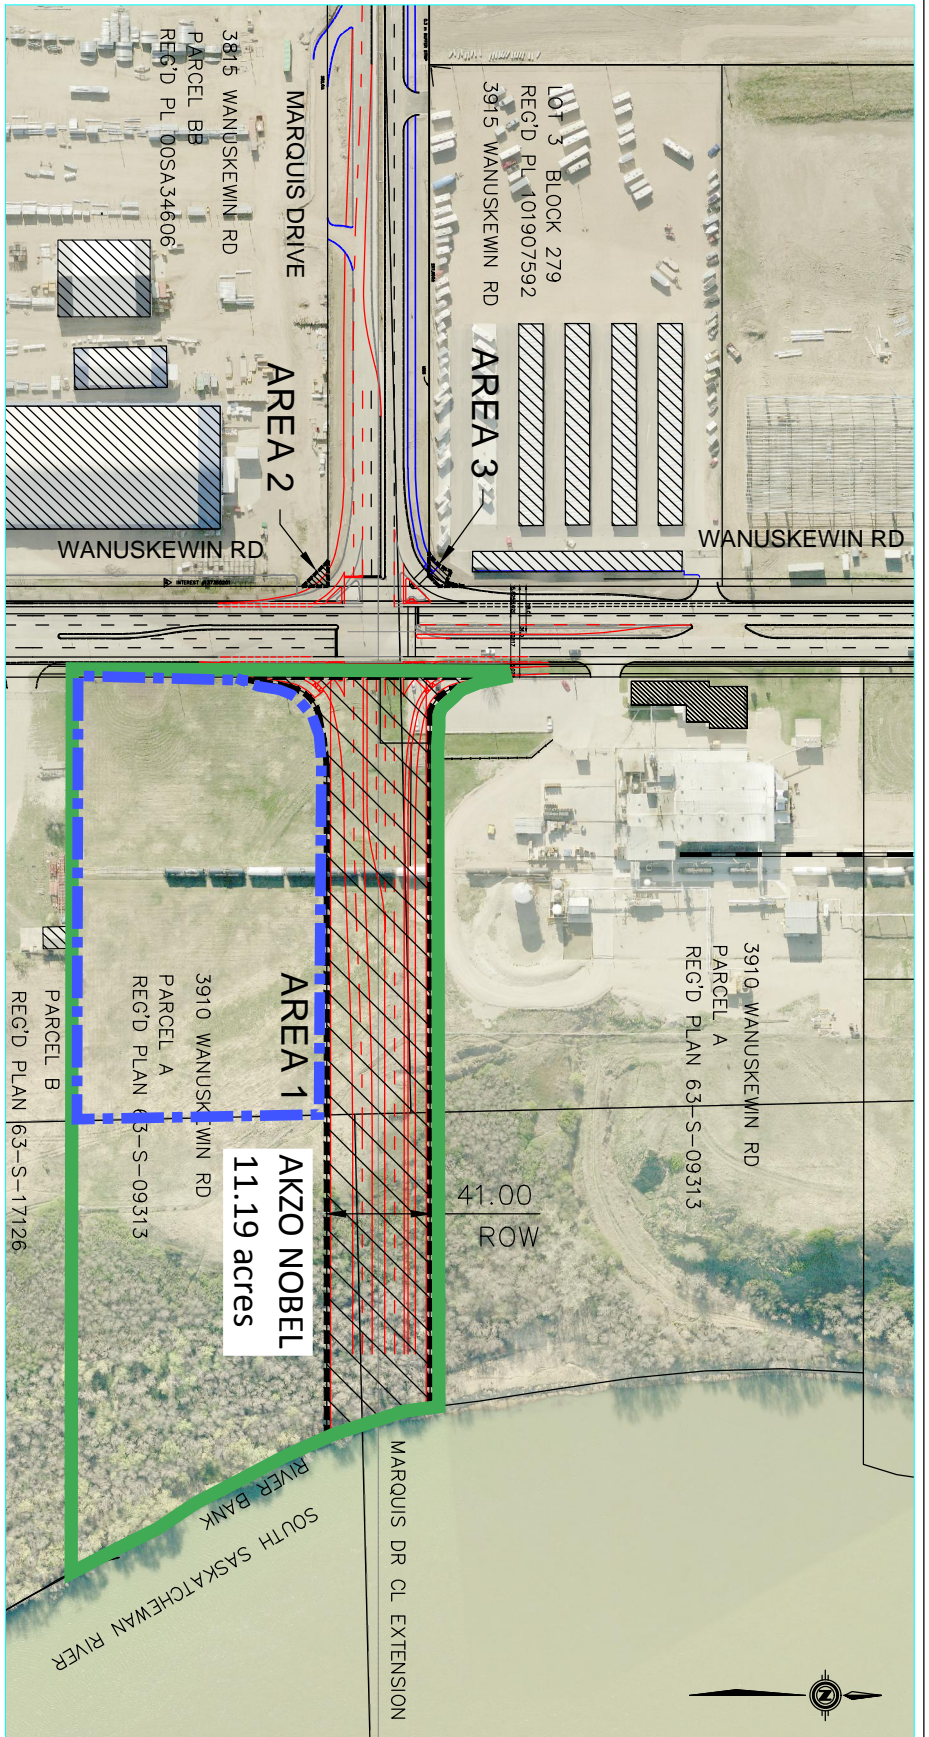 3815 WANUSKEWIN RD
PARCEL BB
REG'D PL 00SA34606
MARQUIS DRIVE
LOT 3 BLOCK 279
REG'D PL 101907592
3915 WANUSKEWIN RD
AREA 3
AREA 2
WANUSKEWIN RD
WANUSKEWIN RD
3910 WANUSKEWIN RD
PARCEL A
REG'D PLAN 63-S-09313
AREA 1
3910 WANUSKEWIN RD
PARCEL A
REG'D PLAN 63-S-09313
PARCEL B
REG'D PLAN 63-S-17126
AKZO NOBEL
11.19 acres
41.00
ROW
MARQUIS DR CL EXTENSION
RIVER BANK
SOUTH SASKATCHEWAN RIVER
N